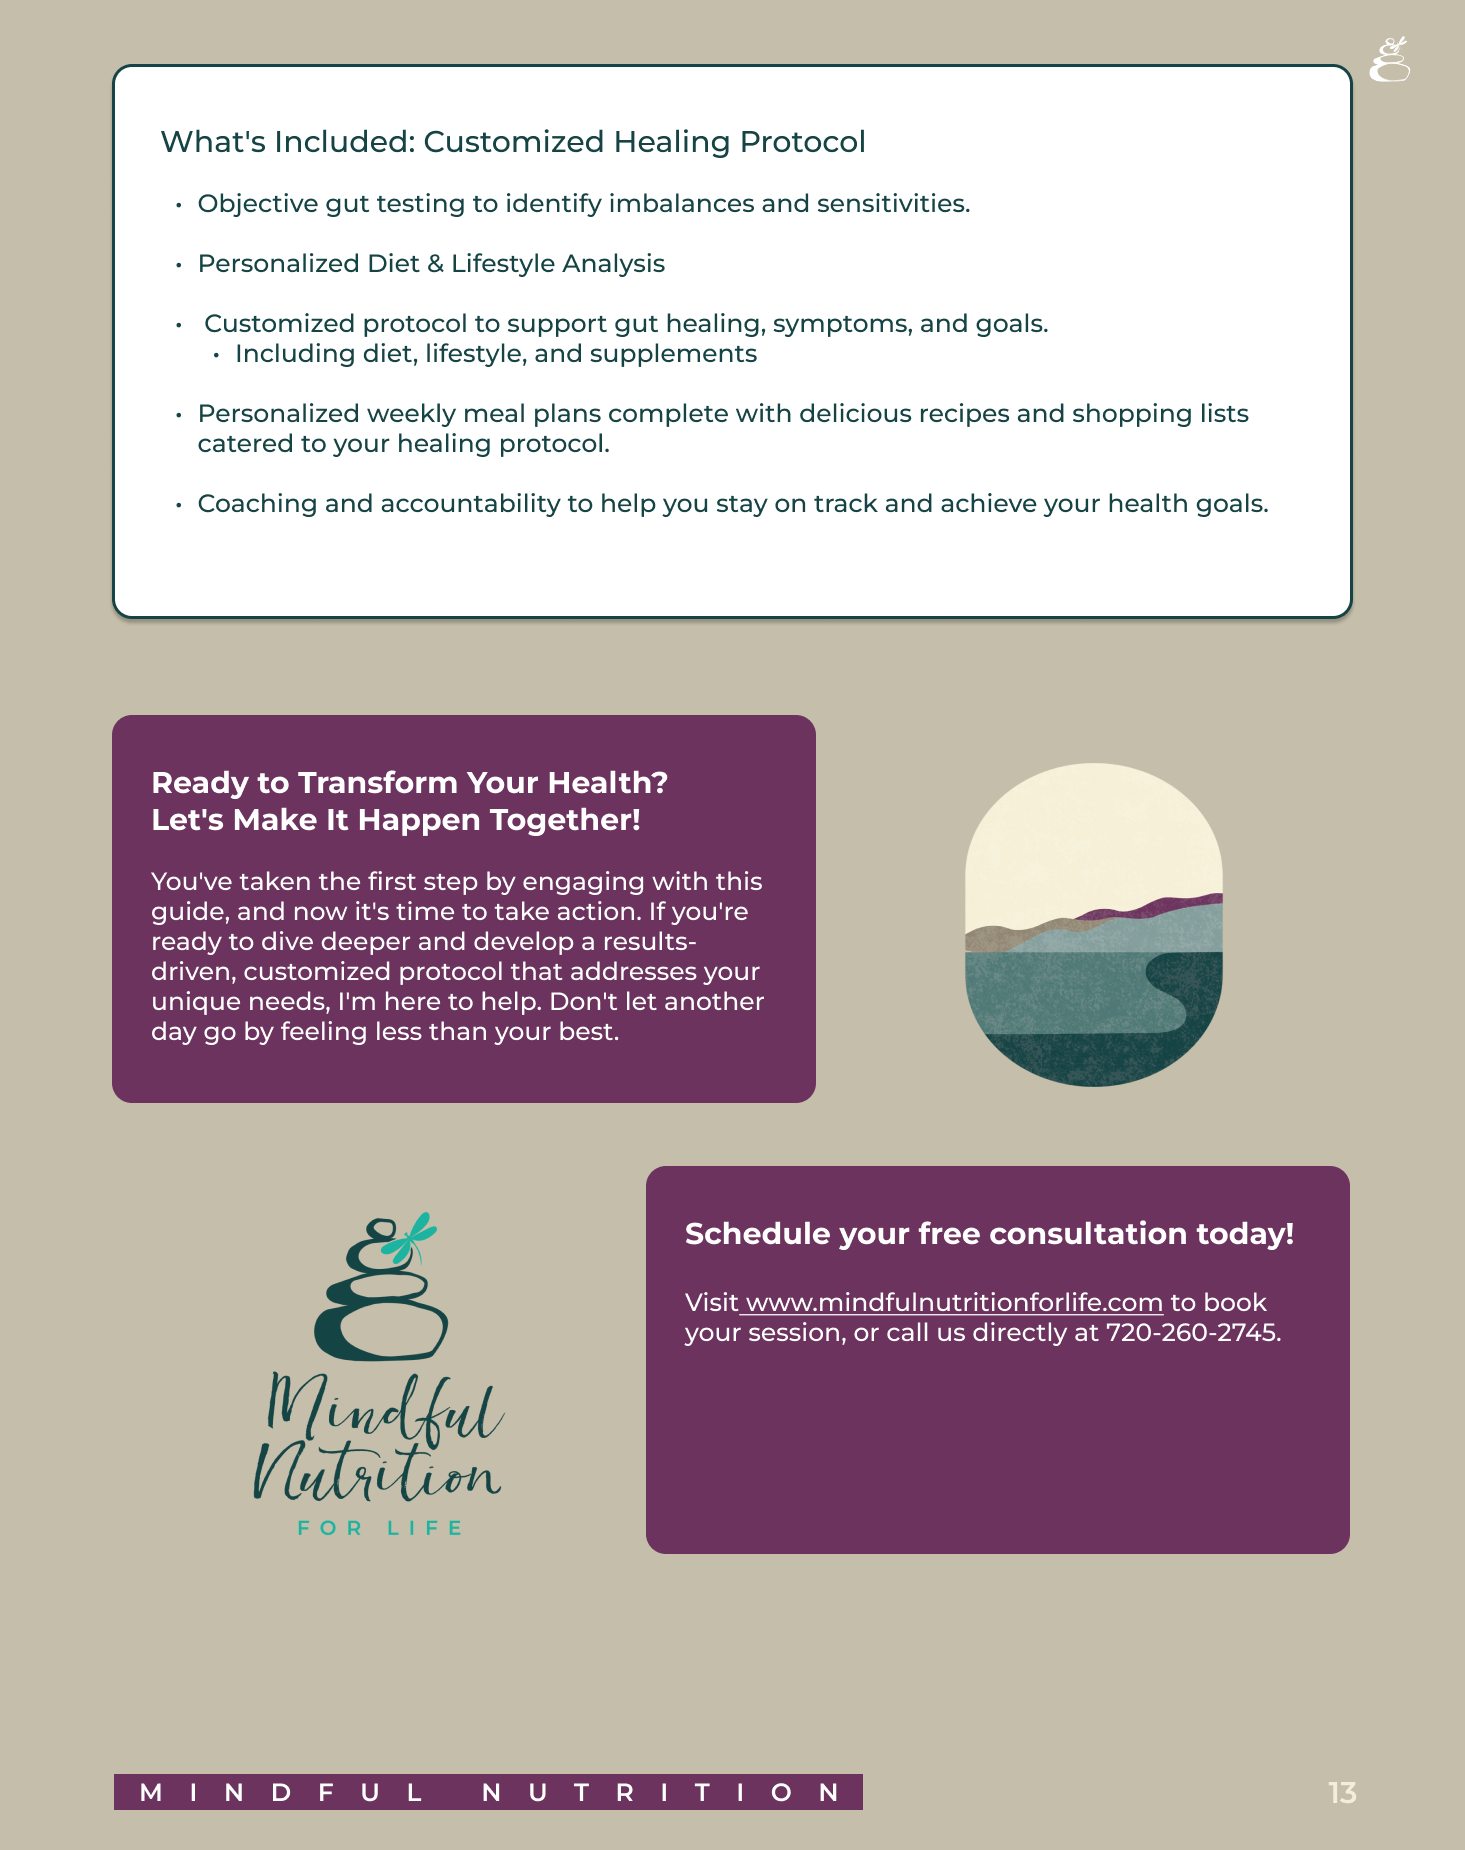 What's Included: Customized Healing Protocol
• Objective gut testing to identify imbalances and sensitivities.
• Personalized Diet & Lifestyle Analysis
• Customized protocol to support gut healing, symptoms, and goals.
• Including diet, lifestyle, and supplements
• Personalized weekly meal plans complete with delicious recipes and shopping lists
catered to your healing protocol.
• Coaching and accountability to help you stay on track and achieve your health goals.
Ready to Transform Your Health?
Let's Make It Happen Together!
You've taken the first step by engaging with this
guide, and now it's time to take action. If you're
ready to dive deeper and develop a results-
driven, customized protocol that addresses your
unique needs, I'm here to help. Don't let another
day go by feeling less than your best.
Mindful
Nutrition
FOR LIFE
Schedule your free consultation today!
Visit www.mindfulnutritionforlife.com to book
your session, or call us directly at 720-260-2745.
MINDFUL NUTRITION
13